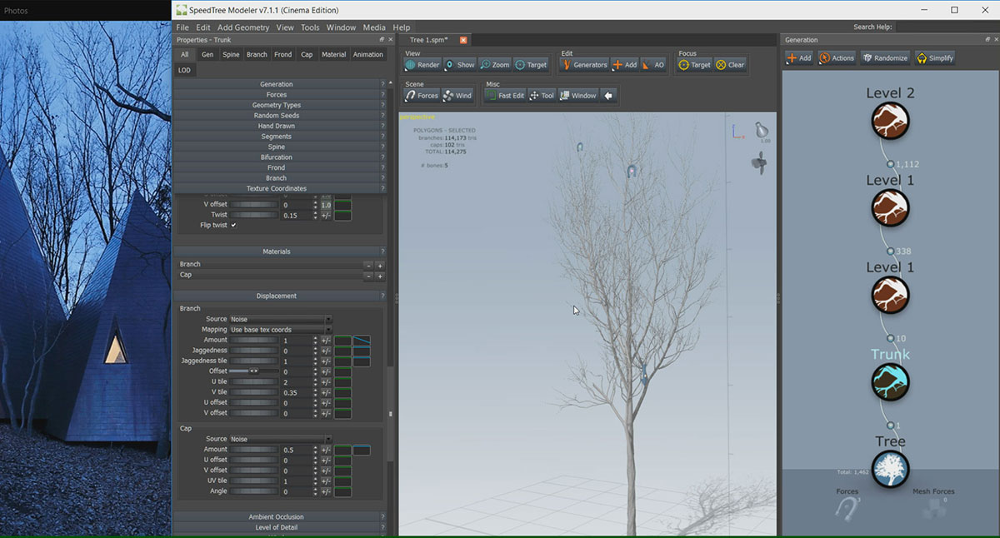 Photos
SpeedTree Modeler v7.1.1 (Cinema Edition)
File Edit Add Geometry View Tools Window Media Help
Search Help:
Properties - Trunk
All Gen Spine Branch Frond Cap Material Animation
LOD
Generation ?
Forces ?
Geometry Types ?
Random Seeds ?
Hand Drawn ?
Segments ?
Spine ?
Bifurcation ?
Frond ?
Branch ?
Texture Coordinates ?
V offset 0 1.0
Twist 0.15 +/-
Flip twist
Materials ?
Branch - +
Cap - +
Displacement ?
Branch
Source Noise
Mapping Use base tex coords
Amount 1 +/-
Jaggedness 0 +/-
Jaggedness tile 1 +/-
Offset 0 +/-
U tile 2 +/-
V tile 0.35 +/-
U offset 0 +/-
V offset 0 +/-
Cap
Source Noise
Amount 0.5 +/-
U offset 0 +/-
V offset 0 +/-
UV tile 1 +/-
Angle 0 +/-
Ambient Occlusion ?
Level of Detail ?
Tree 1.spm*
View
Render Show Zoom Target
Edit
Generators Add AO
Focus
Target Clear
Scene
Forces Wind
Misc
Fast Edit Tool Window
perspective
POLYGONS - SELECTED
branches: 114,173 tris
caps: 102 tris
TOTAL: 114,275
# bones: 5
1.00
Generation
Add Actions Randomize Simplify
Level 2
1,112
Level 1
338
Level 1
10
Trunk
1
Tree
Total: 1,462
Forces
3
Mesh Forces
6